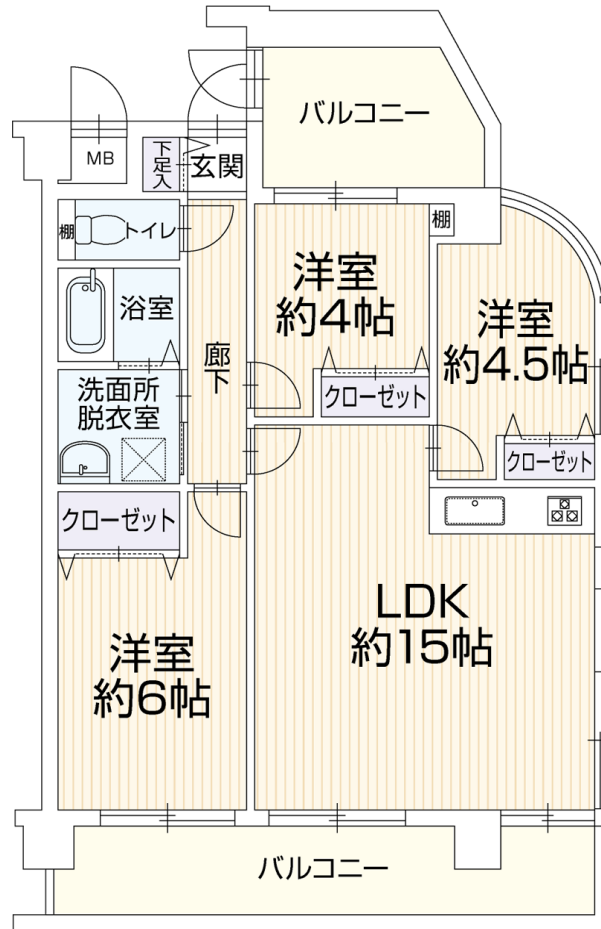 バルコニー
MB
下足入
玄関
棚
トイレ
洋室
約4帖
棚
浴室
廊下
洋室
約4.5帖
クローゼット
洗面所
脱衣室
クローゼット
クローゼット
LDK
約15帖
洋室
約6帖
バルコニー